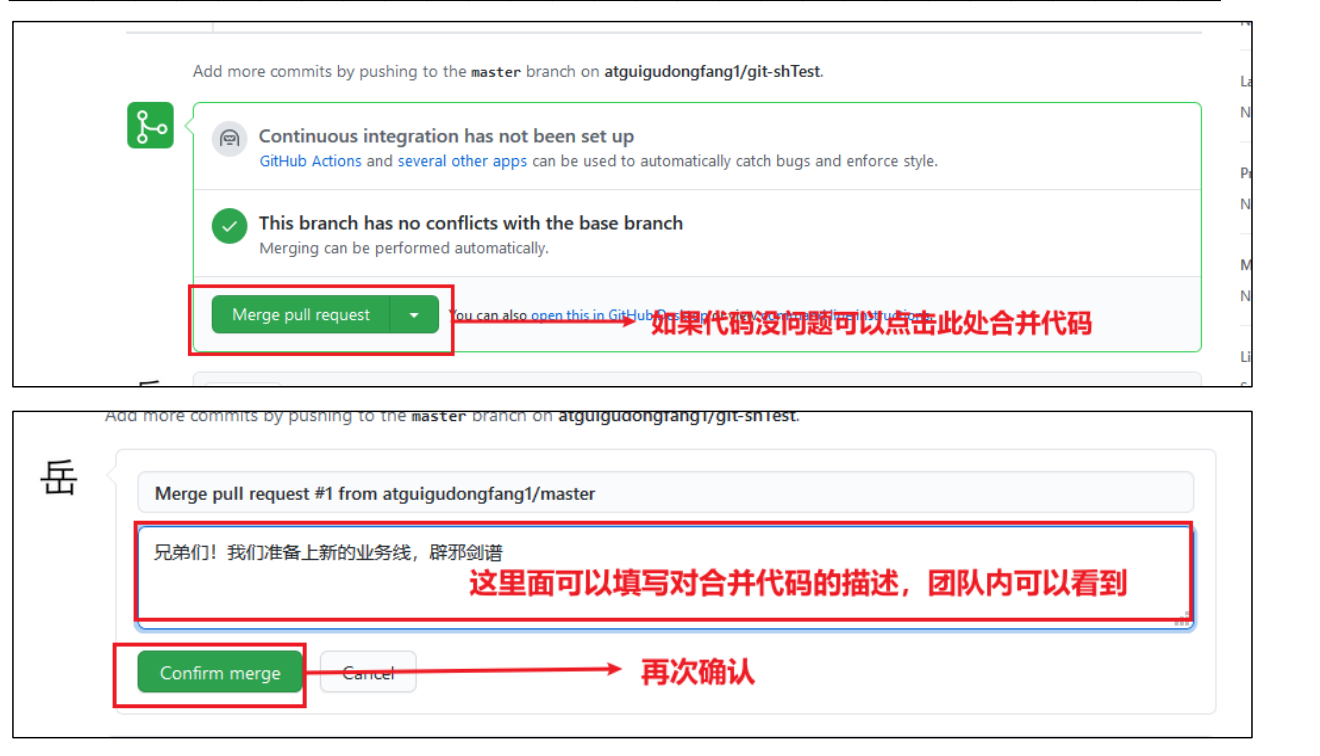 Add more commits by pushing to the master branch on atguigudongfang1/git-shTest.
Continuous integration has not been set up
GitHub Actions and several other apps can be used to automatically catch bugs and enforce style.
This branch has no conflicts with the base branch
Merging can be performed automatically.
Merge pull request
You can also open this in GitHub Desktop or view command line instructions.
如果代码没问题可以点击此处合并代码
Add more commits by pushing to the master branch on atguigudongfang1/git-shTest.
岳
Merge pull request #1 from atguigudongfang1/master
兄弟们！我们准备上新的业务线，辟邪剑谱
这里面可以填写对合并代码的描述，团队内可以看到
Confirm merge
Cancel
再次确认